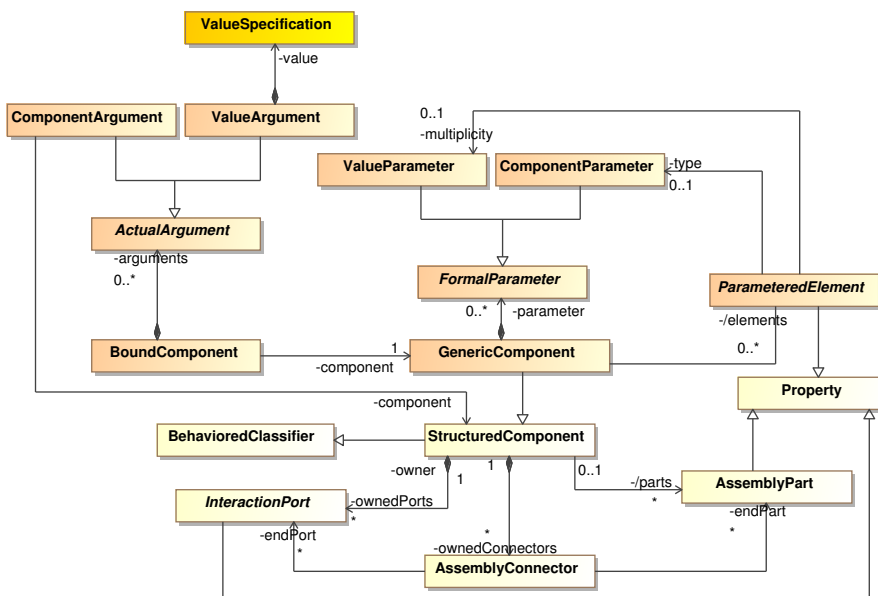 ValueSpecification
-value
ComponentArgument
ValueArgument
0..1
-multiplicity
ValueParameter
ComponentParameter
-type
0..1
ActualArgument
-arguments
0..*
FormalParameter
0..*
-parameter
ParameteredElement
-/elements
0..*
BoundComponent
1
-component
GenericComponent
Property
-component
BehavioredClassifier
StructuredComponent
-owner
1
1
0..1
-/parts
*
AssemblyPart
InteractionPort
-ownedPorts
*
-endPort
*
*
-ownedConnectors
-endPart
*
AssemblyConnector